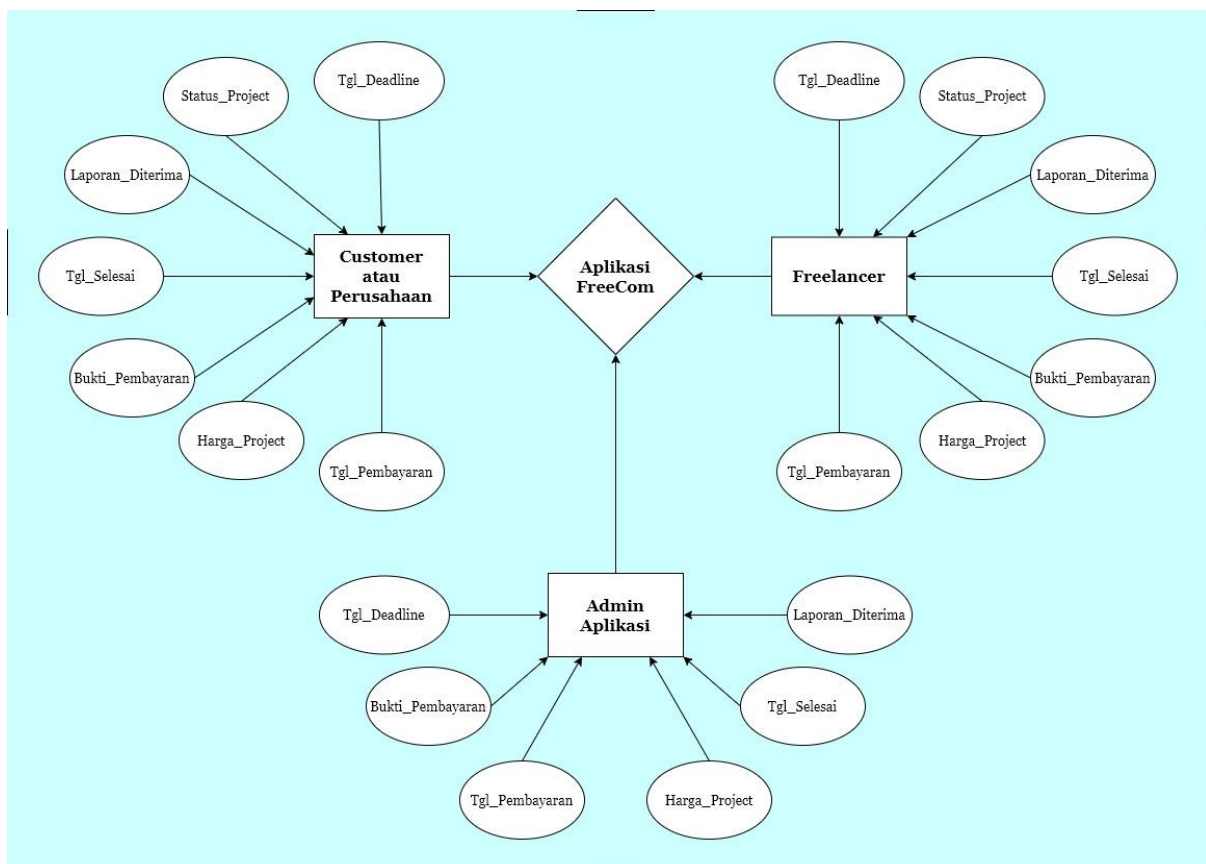 Tgl_Deadline
Status_Project
Laporan_Diterima
Tgl_Selesai
Bukti_Pembayaran
Harga_Project
Tgl_Pembayaran
Customer
atau
Perusahaan
Aplikasi
FreeCom
Tgl_Deadline
Status_Project
Laporan_Diterima
Tgl_Selesai
Bukti_Pembayaran
Harga_Project
Tgl_Pembayaran
Freelancer
Tgl_Deadline
Bukti_Pembayaran
Tgl_Pembayaran
Admin
Aplikasi
Laporan_Diterima
Tgl_Selesai
Harga_Project